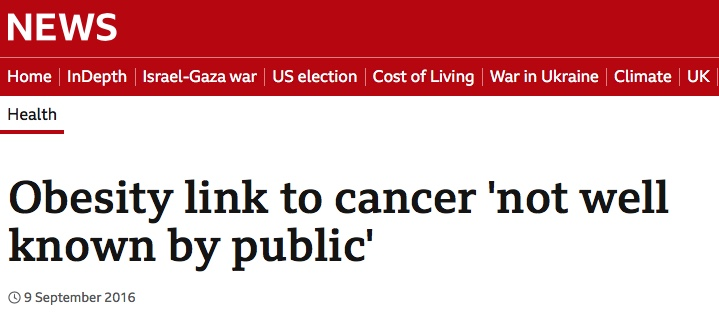 NEWS
Home InDepth Israel-Gaza war US election Cost of Living War in Ukraine Climate UK
Health
Obesity link to cancer 'not well
known by public'
9 September 2016